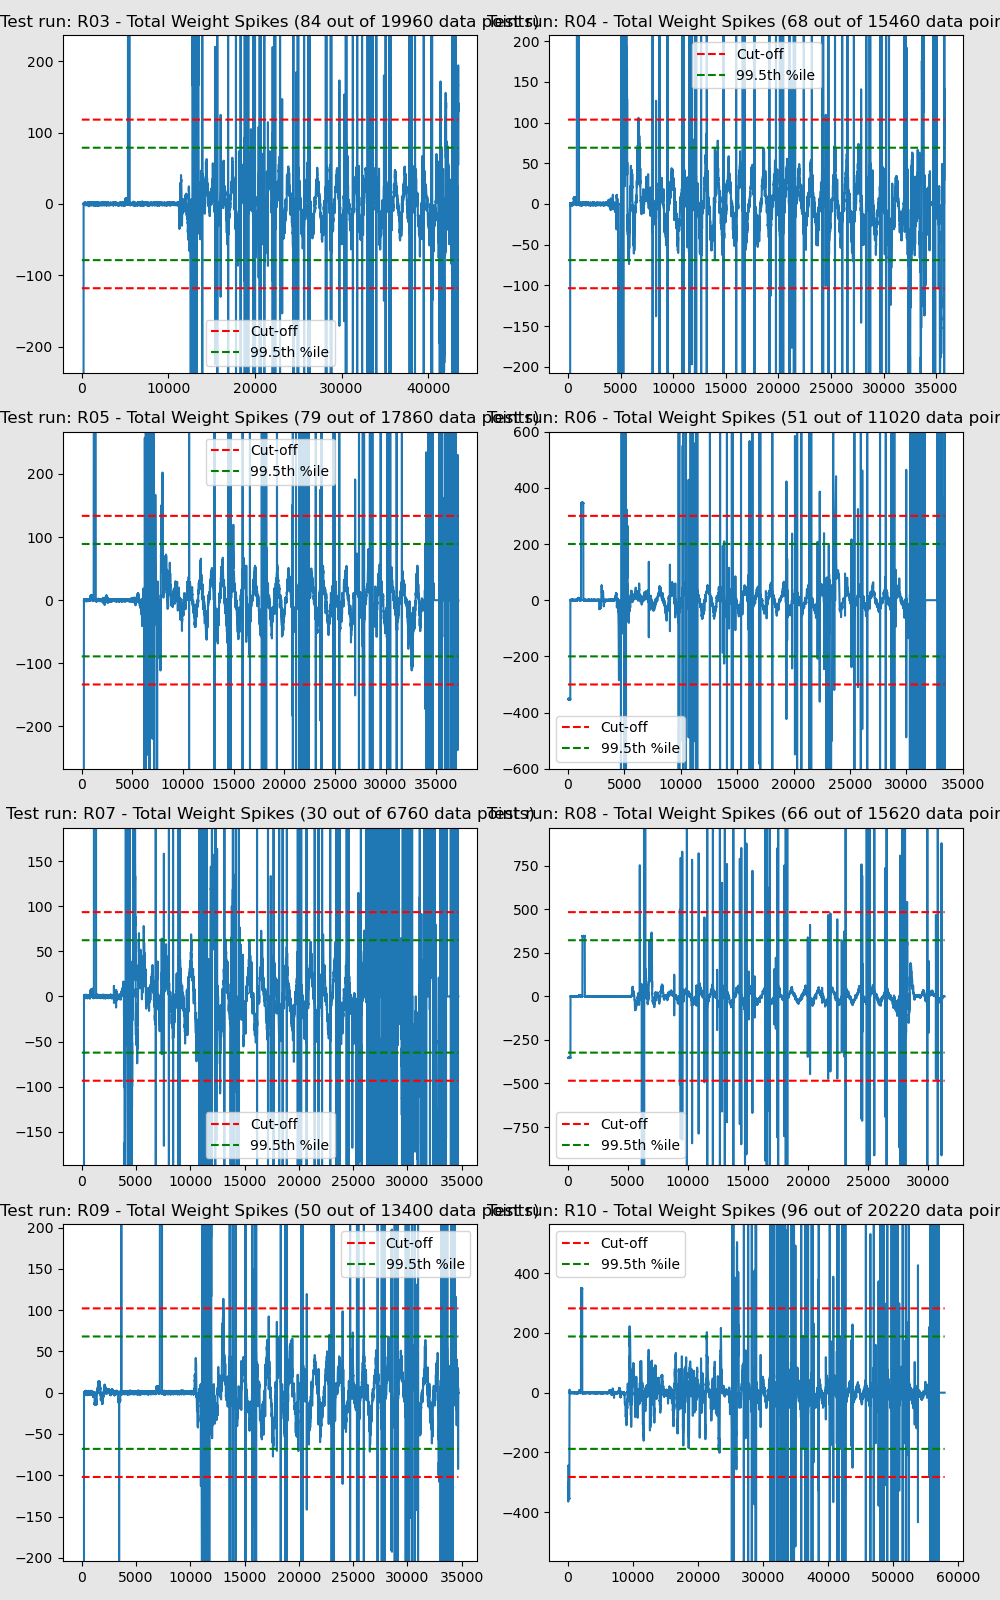 Test run: R03 - Total Weight Spikes (84 out of 19960 data points)
200
100
0
−100
−200
Cut-off
99.5th %ile
0 10000 20000 30000 40000
Test run: R04 - Total Weight Spikes (68 out of 15460 data poin
200
150
100
50
0
−50
−100
−150
−200
Cut-off
99.5th %ile
0 5000 10000 15000 20000 25000 30000 35000
Test run: R05 - Total Weight Spikes (79 out of 17860 data points)
200
100
0
−100
−200
Cut-off
99.5th %ile
0 5000 10000 15000 20000 25000 30000 35000
Test run: R06 - Total Weight Spikes (51 out of 11020 data poin
600
400
200
0
−200
−400
−600
Cut-off
99.5th %ile
0 5000 10000 15000 20000 25000 30000 35000
Test run: R07 - Total Weight Spikes (30 out of 6760 data points)
150
100
50
0
−50
−100
−150
Cut-off
99.5th %ile
0 5000 10000 15000 20000 25000 30000 35000
Test run: R08 - Total Weight Spikes (66 out of 15620 data poin
750
500
250
0
−250
−500
−750
Cut-off
99.5th %ile
0 5000 10000 15000 20000 25000 30000
Test run: R09 - Total Weight Spikes (50 out of 13400 data points)
200
150
100
50
0
−50
−100
−150
−200
Cut-off
99.5th %ile
0 5000 10000 15000 20000 25000 30000 35000
Test run: R10 - Total Weight Spikes (96 out of 20220 data poin
400
200
0
−200
−400
Cut-off
99.5th %ile
0 10000 20000 30000 40000 50000 60000